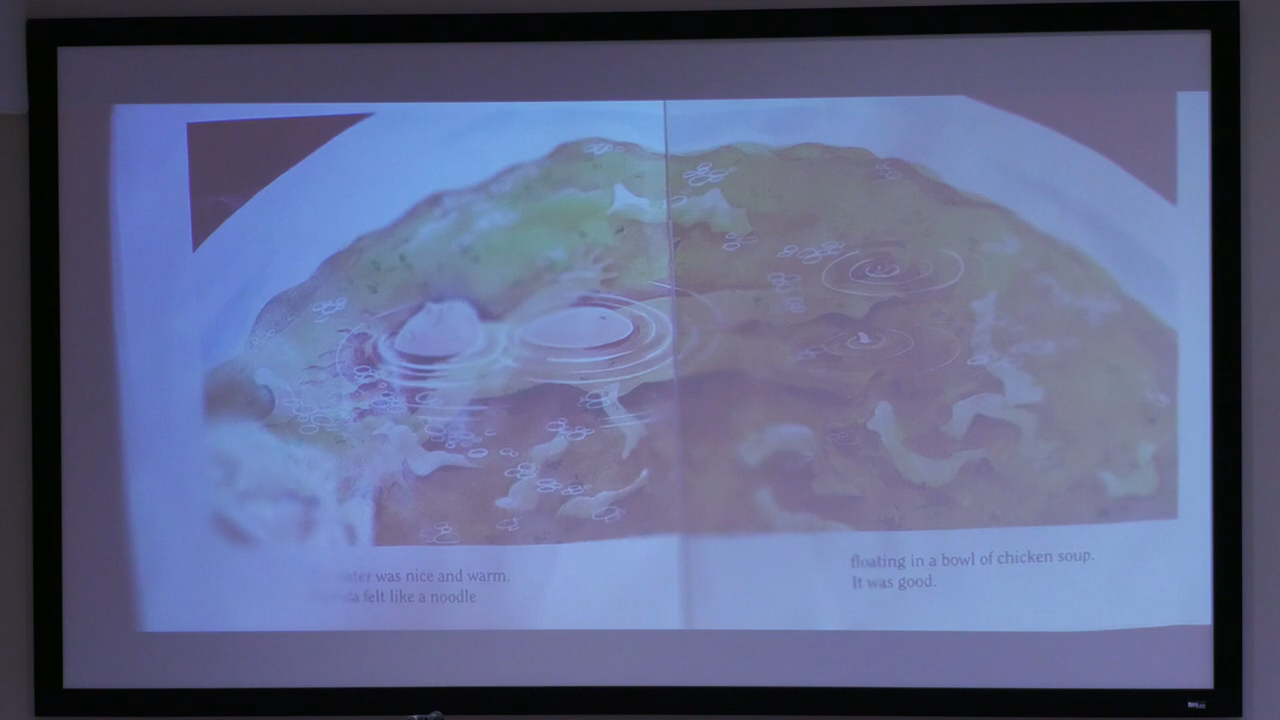 was nice and warm.
felt like a noodle
floating in a bowl of chicken soup.
It was good.